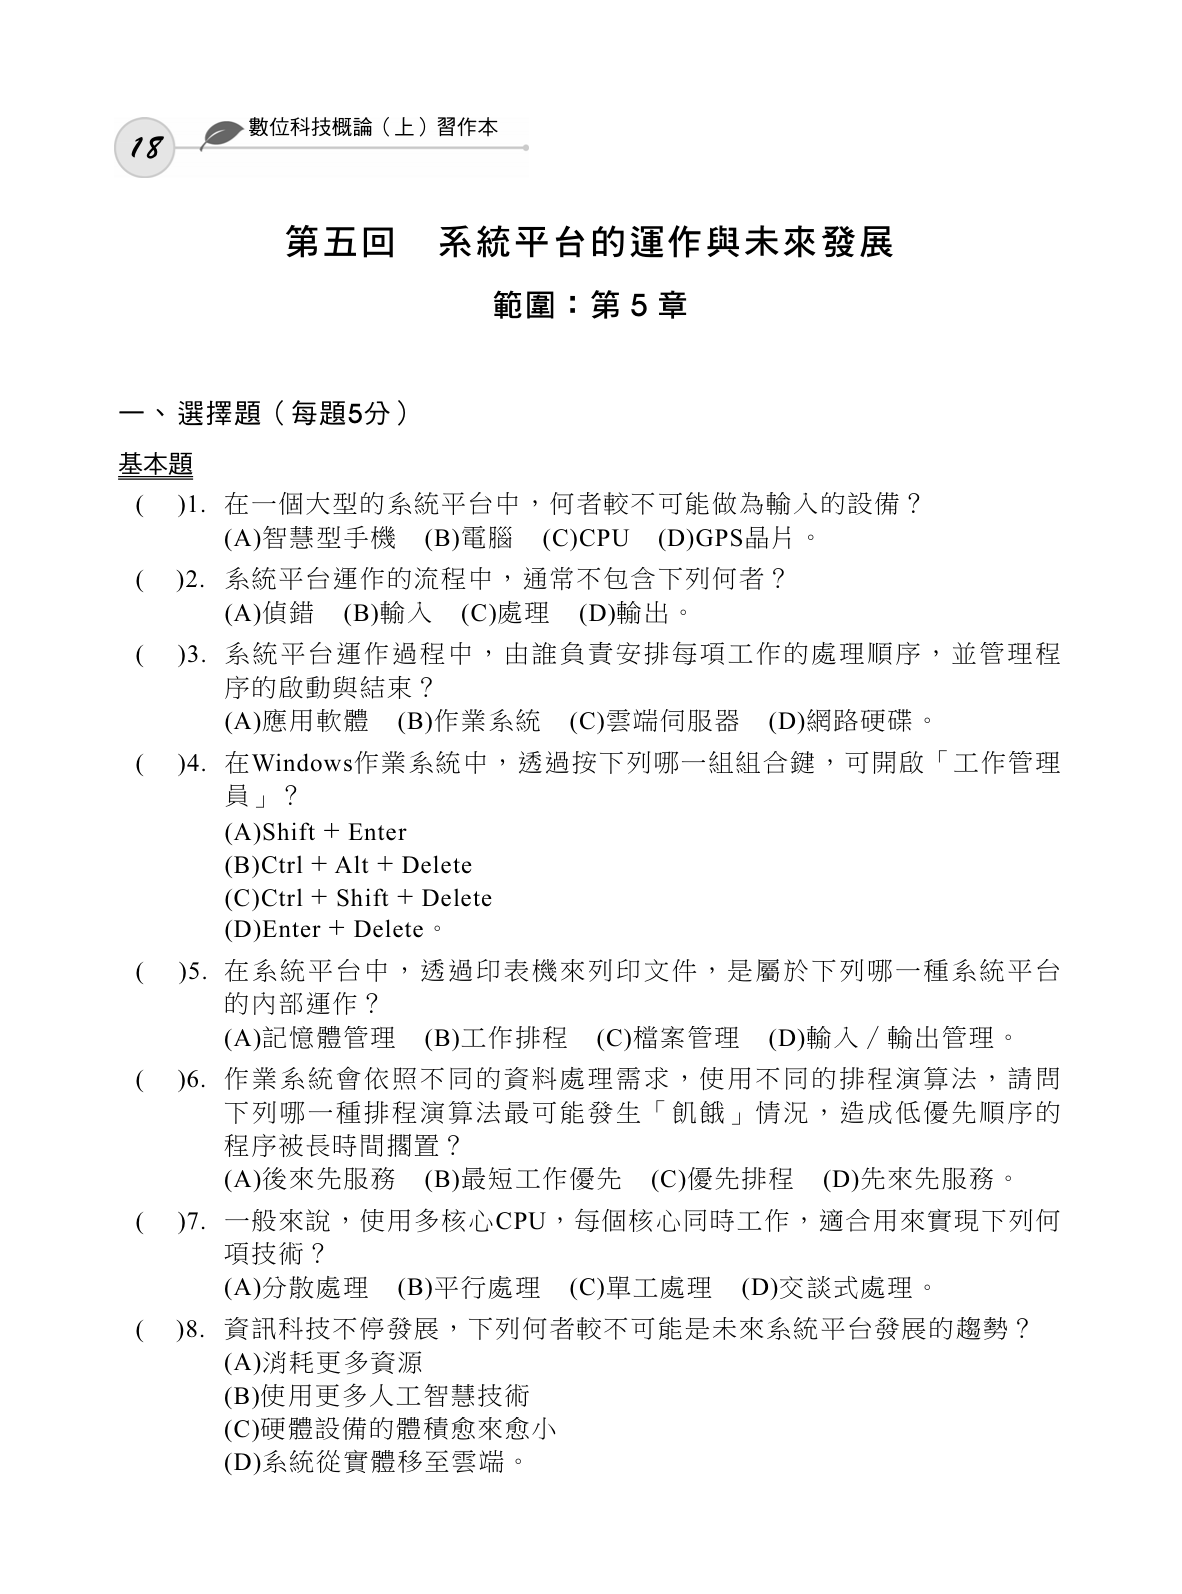 18
數位科技概論（上）習作本
第五回　系統平台的運作與未來發展
範圍：第 5 章
一、選擇題（每題5分）
基本題
(　)1. 在一個大型的系統平台中，何者較不可能做為輸入的設備？
(A)智慧型手機　(B)電腦　(C)CPU　(D)GPS晶片。
(　)2. 系統平台運作的流程中，通常不包含下列何者？
(A)偵錯　(B)輸入　(C)處理　(D)輸出。
(　)3. 系統平台運作過程中，由誰負責安排每項工作的處理順序，並管理程
序的啟動與結束？
(A)應用軟體　(B)作業系統　(C)雲端伺服器　(D)網路硬碟。
(　)4. 在Windows作業系統中，透過按下列哪一組組合鍵，可開啟「工作管理
員」？
(A)Shift + Enter
(B)Ctrl + Alt + Delete
(C)Ctrl + Shift + Delete
(D)Enter + Delete。
(　)5. 在系統平台中，透過印表機來列印文件，是屬於下列哪一種系統平台
的內部運作？
(A)記憶體管理　(B)工作排程　(C)檔案管理　(D)輸入／輸出管理。
(　)6. 作業系統會依照不同的資料處理需求，使用不同的排程演算法，請問
下列哪一種排程演算法最可能發生「飢餓」情況，造成低優先順序的
程序被長時間擱置？
(A)後來先服務　(B)最短工作優先　(C)優先排程　(D)先來先服務。
(　)7. 一般來說，使用多核心CPU，每個核心同時工作，適合用來實現下列何
項技術？
(A)分散處理　(B)平行處理　(C)單工處理　(D)交談式處理。
(　)8. 資訊科技不停發展，下列何者較不可能是未來系統平台發展的趨勢？
(A)消耗更多資源
(B)使用更多人工智慧技術
(C)硬體設備的體積愈來愈小
(D)系統從實體移至雲端。